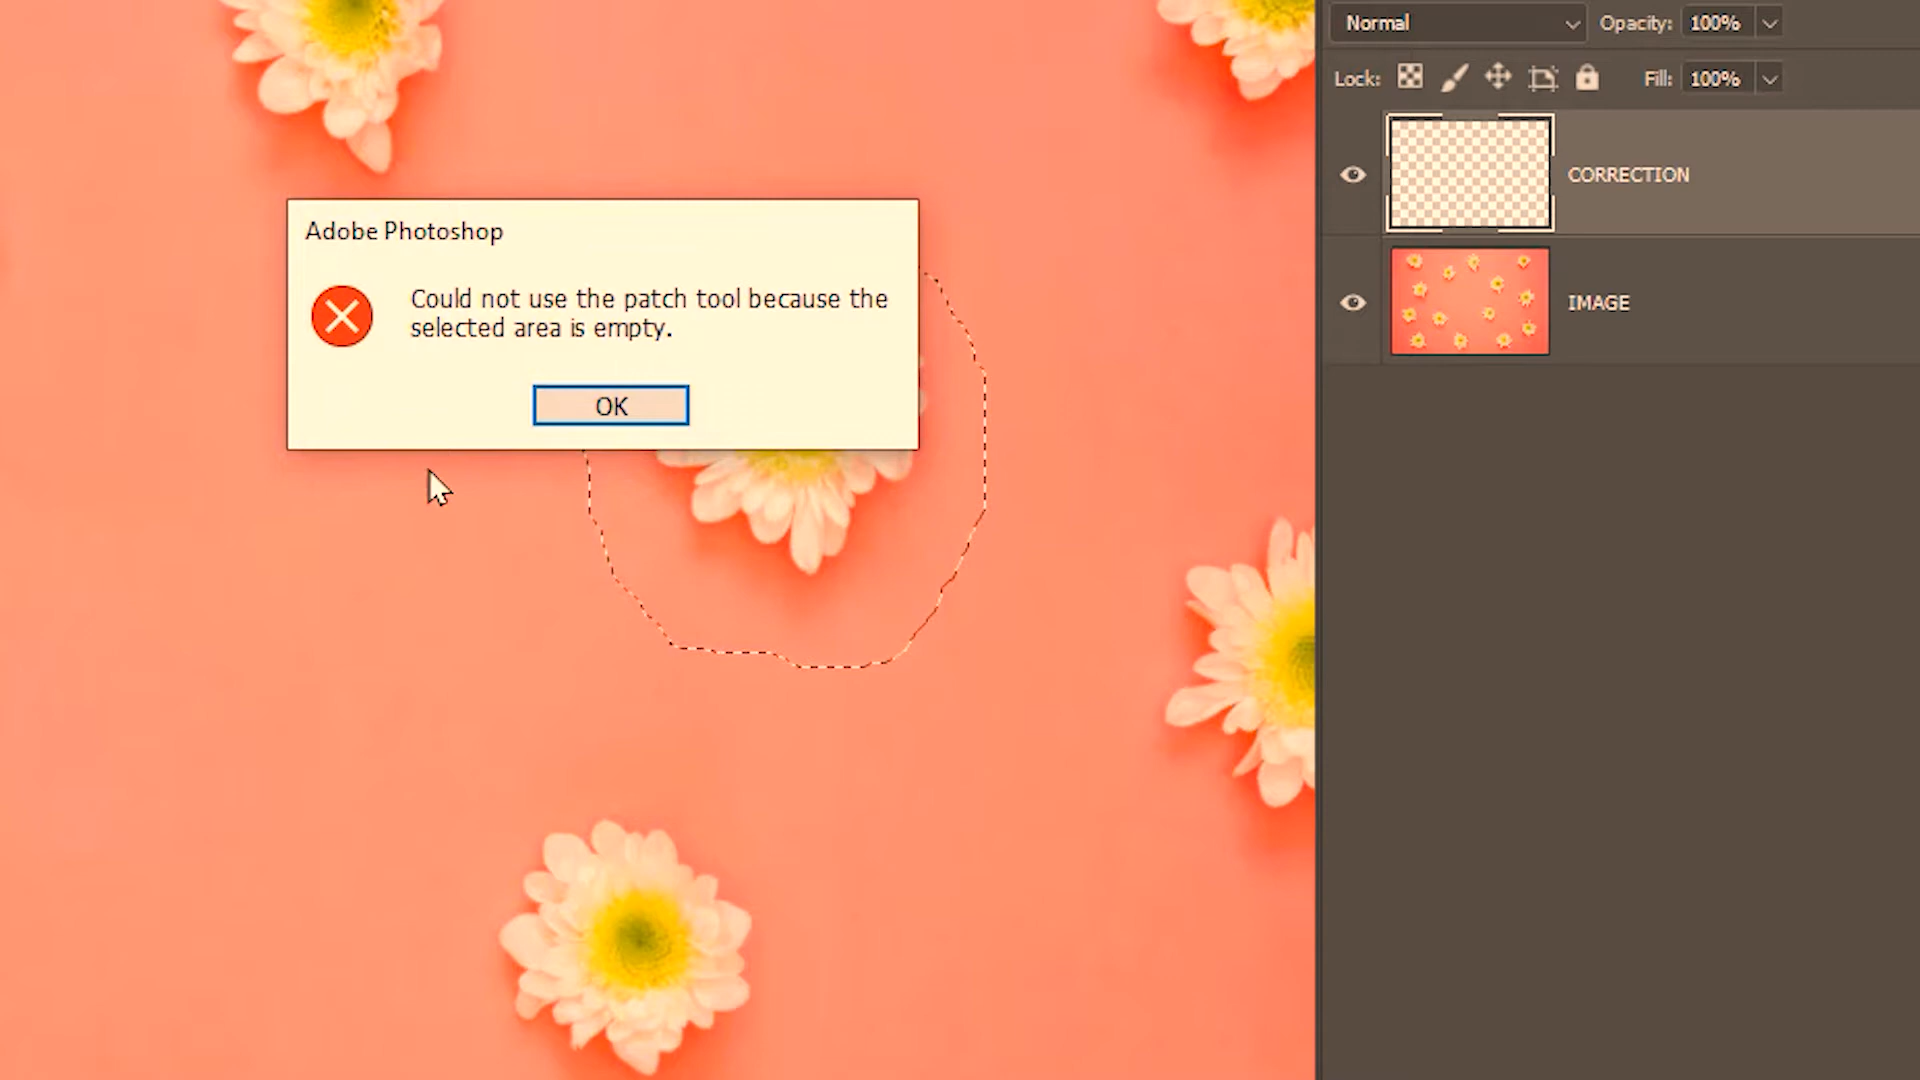 Normal
Opacity: 100%
Lock:
Fill: 100%
CORRECTION
Adobe Photoshop
Could not use the patch tool because the
selected area is empty.
OK
IMAGE